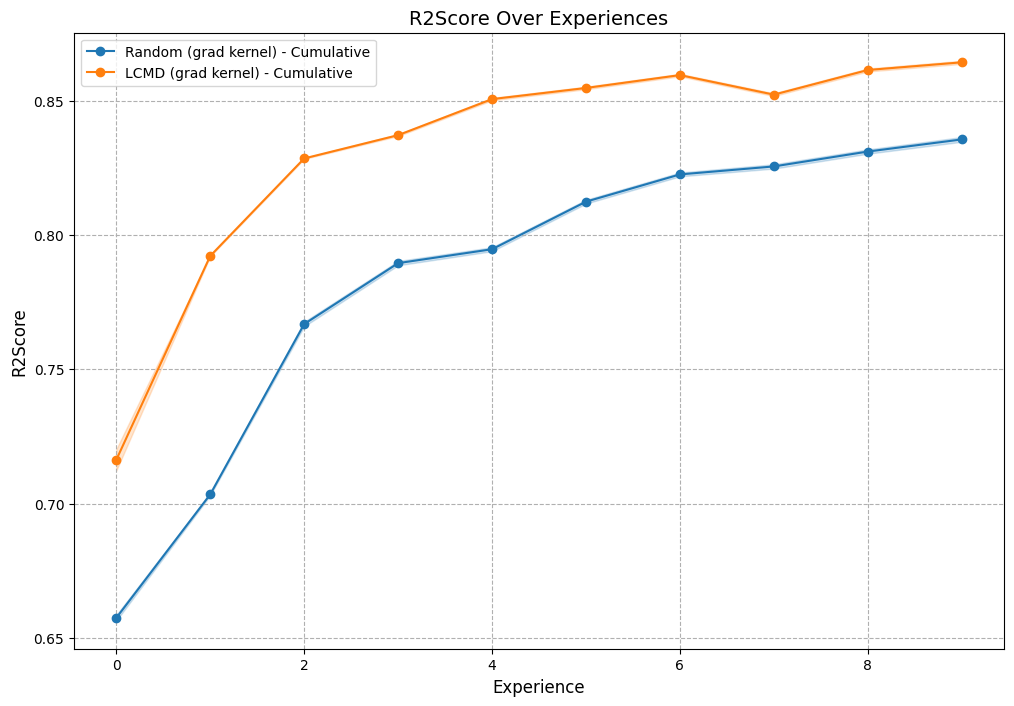 R2Score Over Experiences
Random (grad kernel) - Cumulative
LCMD (grad kernel) - Cumulative
R2Score
0.85
0.80
0.75
0.70
0.65
0
2
4
6
8
Experience